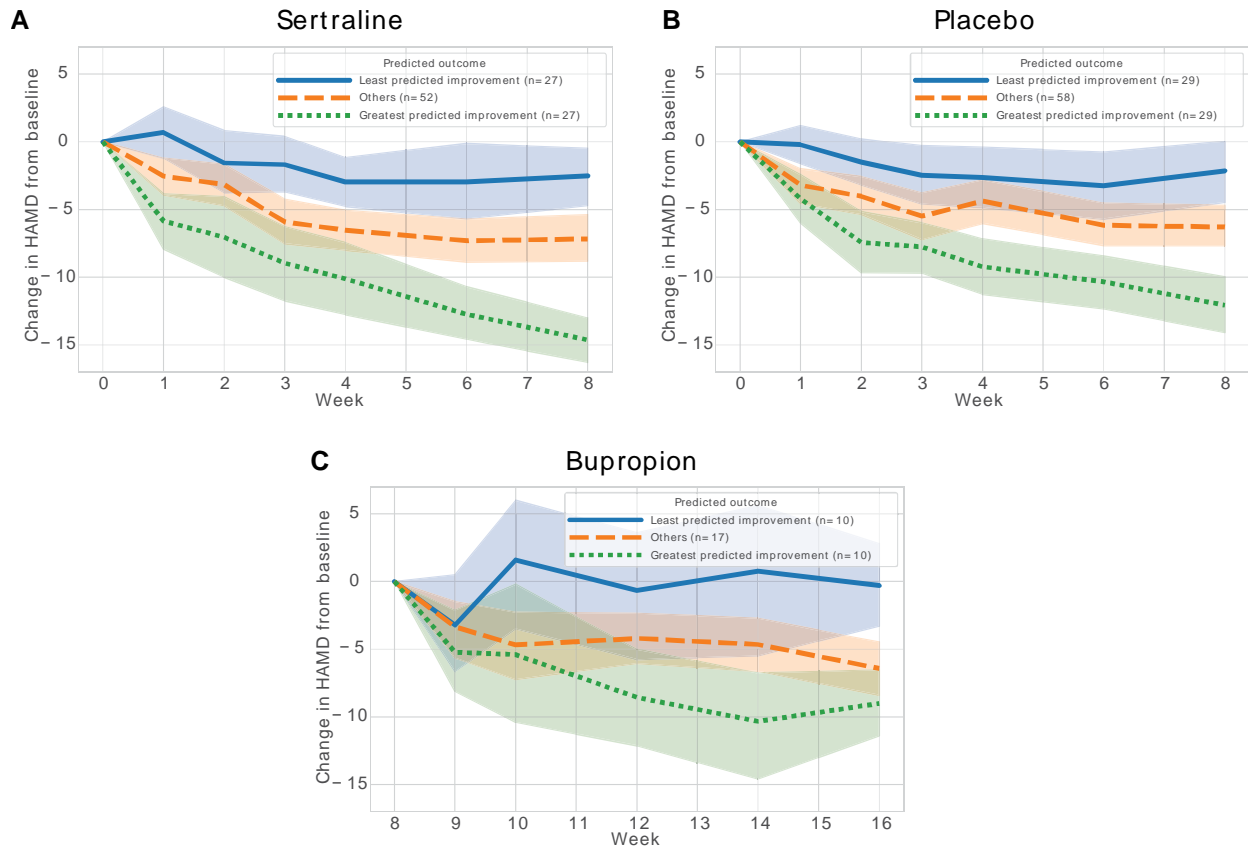 A Sertraline
Change in HAMD from baseline
5
0
−5
−10
−15
Predicted outcome
Least predicted improvement (n=27)
Others (n=52)
Greatest predicted improvement (n=27)
0 1 2 3 4 5 6 7 8
Week
B Placebo
Change in HAMD from baseline
5
0
−5
−10
−15
Predicted outcome
Least predicted improvement (n=29)
Others (n=58)
Greatest predicted improvement (n=29)
0 1 2 3 4 5 6 7 8
Week
C Bupropion
Change in HAMD from baseline
5
0
−5
−10
−15
Predicted outcome
Least predicted improvement (n=10)
Others (n=17)
Greatest predicted improvement (n=10)
8 9 10 11 12 13 14 15 16
Week